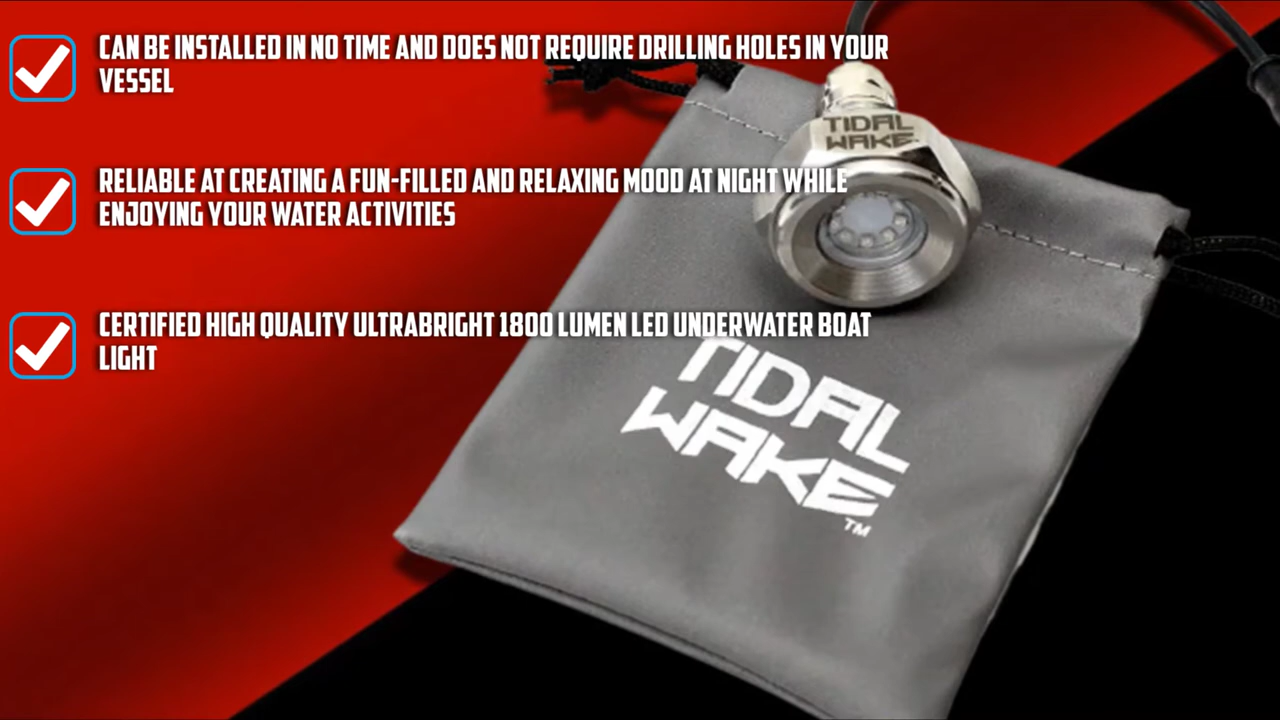 CAN BE INSTALLED IN NO TIME AND DOES NOT REQUIRE DRILLING HOLES IN YOUR
VESSEL
TIDAL
WAKE
RELIABLE AT CREATING A FUN-FILLED AND RELAXING MOOD AT NIGHT WHILE
ENJOYING YOUR WATER ACTIVITIES
CERTIFIED HIGH QUALITY ULTRABRIGHT 1800 LUMEN LED UNDERWATER BOAT
LIGHT
TIDAL
WAKE
TM